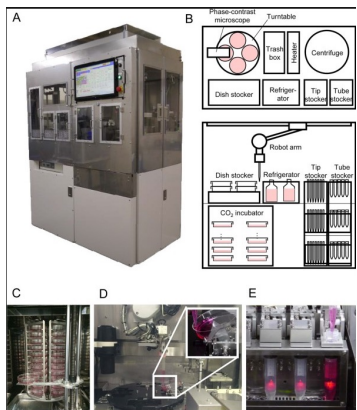 A
B
Phase-contrast
microscope
Turntable
Trash
box
Heater
Centrifuge
Dish stocker
Refriger-
ator
Tip
stocker
Tube
stocker
Robot arm
Dish stocker
Refrigerator
Tip
stocker
Tube
stocker
CO₂ incubator
C
D
E